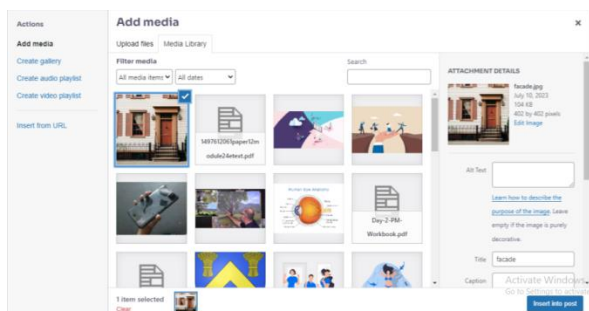 Actions
Add media
Create gallery
Create audio playlist
Create video playlist
Insert from URL
Add media
Upload files
Media Library
Filter media
All media items
All dates
Search
1497612061paper12m
odule24etext.pdf
Day-2-PM-
Workbook.pdf
1 item selected
Clear
ATTACHMENT DETAILS
facade.jpg
July 10, 2023
104 KB
402 by 402 pixels
Edit Image
Alt Text
Learn how to describe the
purpose of the image. Leave
empty if the image is purely
decorative.
Title
facade
Caption
Activate Windows
Go to Settings to activate
Insert into post